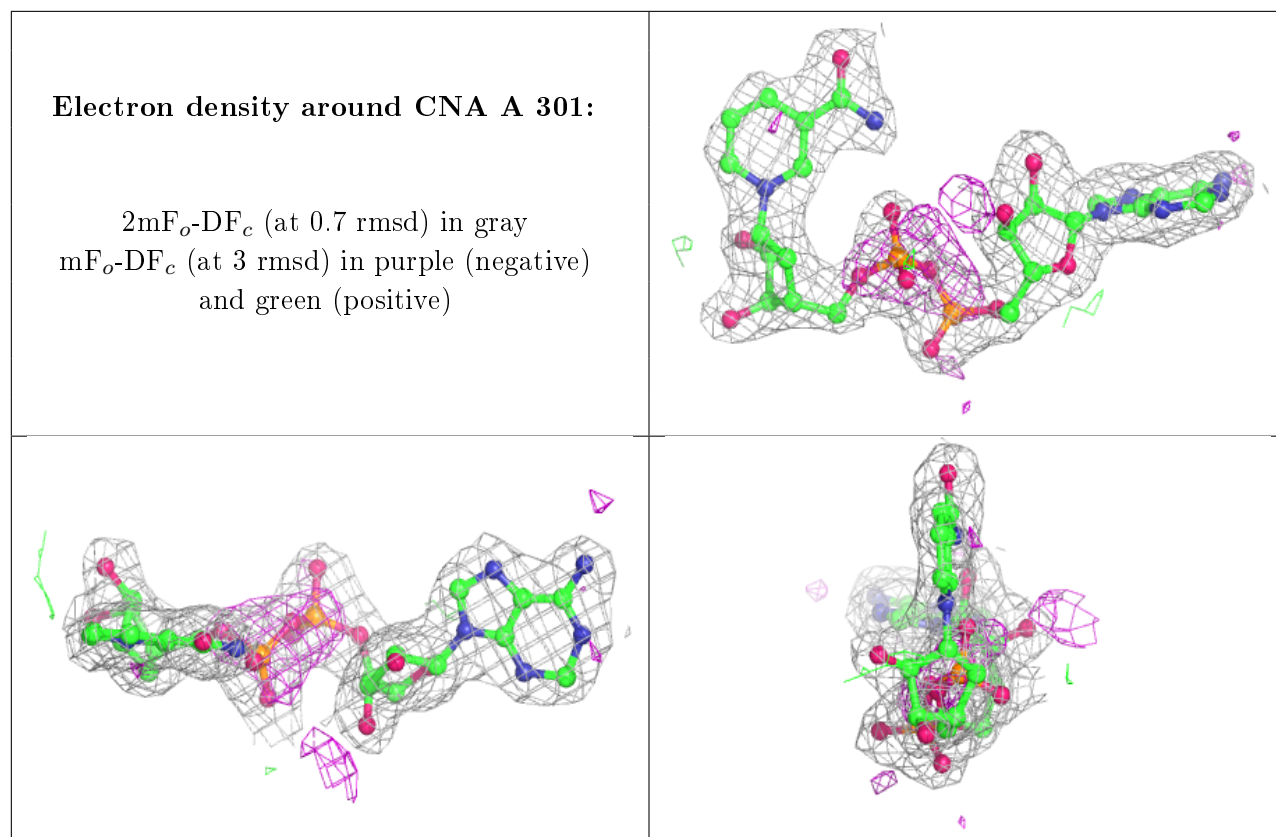 Electron density around CNA A 301:
2mFo-DFc (at 0.7 rmsd) in gray
mFo-DFc (at 3 rmsd) in purple (negative)
and green (positive)